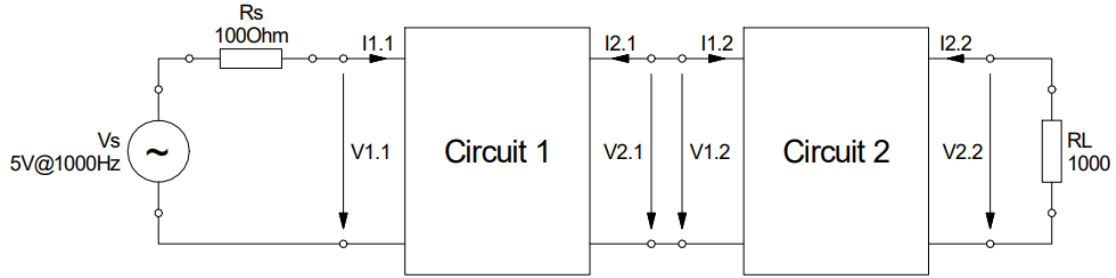 Rs
100Ohm
I1.1
I2.1
I1.2
I2.2
Vs
5V@1000Hz
~
V1.1
Circuit 1
V2.1
V1.2
Circuit 2
V2.2
RL
1000